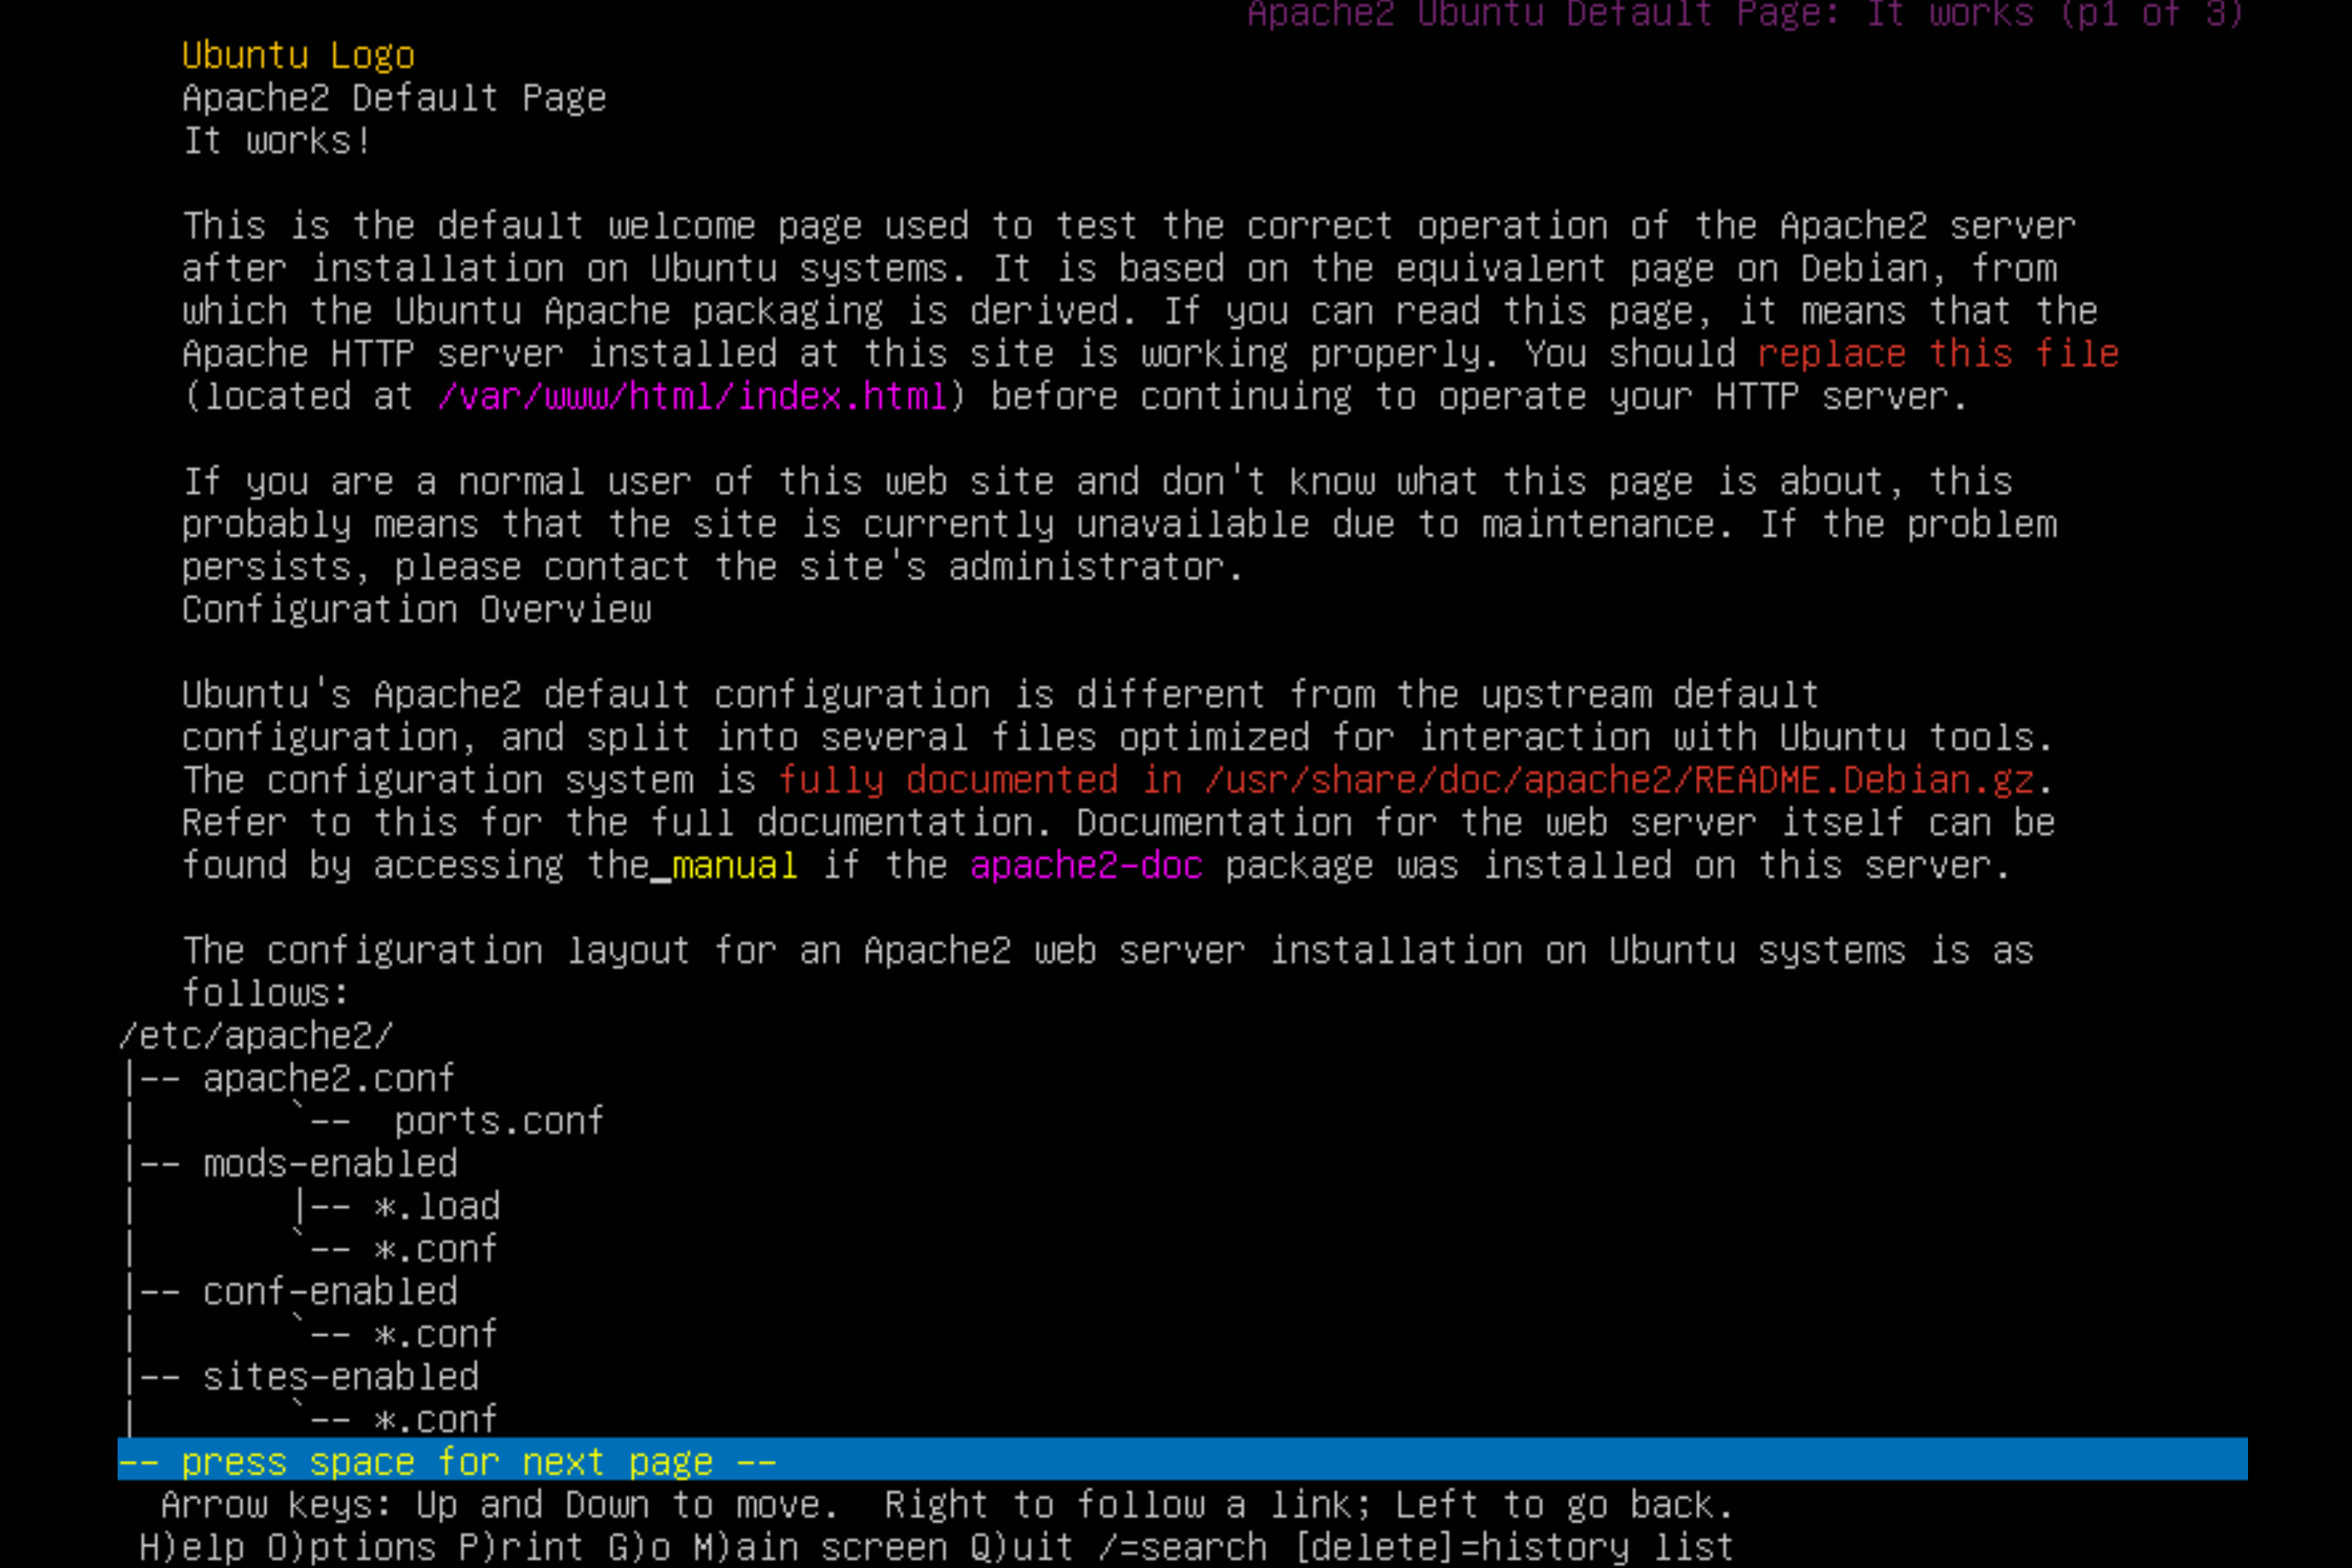 Apache2 Ubuntu Default Page: It works (p1 of 3)
Ubuntu Logo
Apache2 Default Page
It works!
This is the default welcome page used to test the correct operation of the Apache2 server
after installation on Ubuntu systems. It is based on the equivalent page on Debian, from
which the Ubuntu Apache packaging is derived. If you can read this page, it means that the
Apache HTTP server installed at this site is working properly. You should replace this file
(located at /var/www/html/index.html) before continuing to operate your HTTP server.
If you are a normal user of this web site and don't know what this page is about, this
probably means that the site is currently unavailable due to maintenance. If the problem
persists, please contact the site's administrator.
Configuration Overview
Ubuntu's Apache2 default configuration is different from the upstream default
configuration, and split into several files optimized for interaction with Ubuntu tools.
The configuration system is fully documented in /usr/share/doc/apache2/README.Debian.gz.
Refer to this for the full documentation. Documentation for the web server itself can be
found by accessing the_manual if the apache2-doc package was installed on this server.
The configuration layout for an Apache2 web server installation on Ubuntu systems is as
follows:
/etc/apache2/
|-- apache2.conf
|       `--  ports.conf
|-- mods-enabled
|       |-- *.load
|       `-- *.conf
|-- conf-enabled
|       `-- *.conf
|-- sites-enabled
|       `-- *.conf
-- press space for next page --
Arrow keys: Up and Down to move.  Right to follow a link; Left to go back.
H)elp O)ptions P)rint G)o M)ain screen Q)uit /=search [delete]=history list